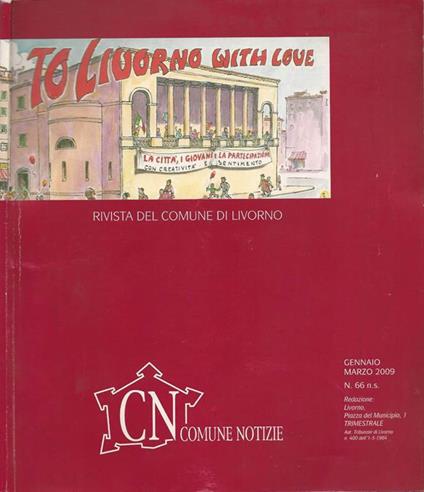 TO LIVORNO WITH LOVE
LA CITTÀ, I GIOVANI E LA PARTECIPAZIONE
CON CREATIVITÀ E SENTIMENTO
RIVISTA DEL COMUNE DI LIVORNO
GENNAIO
MARZO 2009
N. 66 n.s.
Redazione:
Livorno,
Piazza del Municipio, 1
TRIMESTRALE
Aut. Tribunale di Livorno
n. 400 dell'1-5-1984
CN COMUNE NOTIZIE